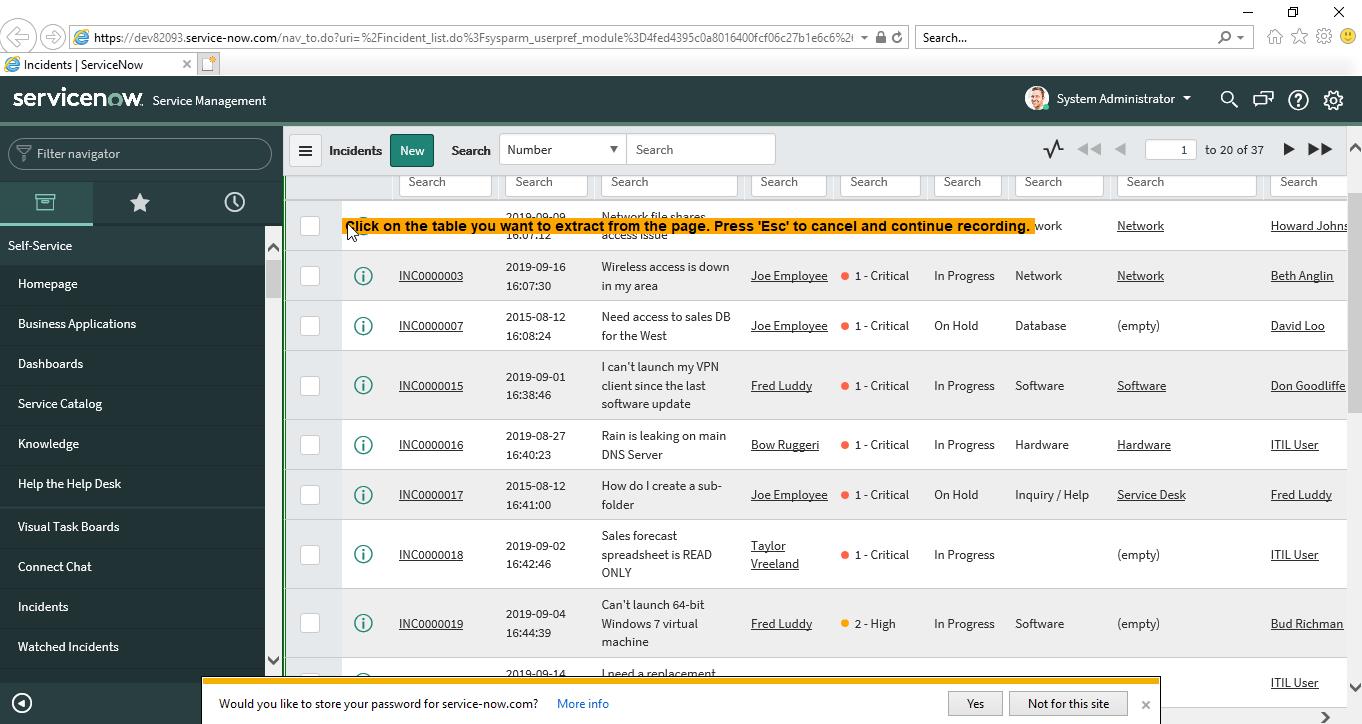 https://dev82093.service-now.com/nav_to.do?uri=%2Fincident_list.do%3Fsysparm_userpref_module%3D4fed4395c0a8016400fcf06c27b1e6c6%2
Search...
Incidents | ServiceNow
servicenow. Service Management
System Administrator
Filter navigator
Incidents New Search Number Search 1 to 20 of 37
Search Search Search Search Search Search Search Search Search
Self-Service
Homepage
Business Applications
Dashboards
Service Catalog
Knowledge
Help the Help Desk
Visual Task Boards
Connect Chat
Incidents
Watched Incidents
Click on the table you want to extract from the page. Press 'Esc' to cancel and continue recording.
2019-09-09
16:07:12
Network file shares
access issue
Network
Howard Johns
INC0000003
2019-09-16
16:07:30
Wireless access is down
in my area
Joe Employee
1 - Critical
In Progress
Network
Network
Beth Anglin
INC0000007
2015-08-12
16:08:24
Need access to sales DB
for the West
Joe Employee
1 - Critical
On Hold
Database
(empty)
David Loo
INC0000015
2019-09-01
16:38:46
I can't launch my VPN
client since the last
software update
Fred Luddy
1 - Critical
In Progress
Software
Software
Don Goodliffe
INC0000016
2019-08-27
16:40:23
Rain is leaking on main
DNS Server
Bow Ruggeri
1 - Critical
In Progress
Hardware
Hardware
ITIL User
INC0000017
2015-08-12
16:41:00
How do I create a sub-
folder
Joe Employee
1 - Critical
On Hold
Inquiry / Help
Service Desk
Fred Luddy
INC0000018
2019-09-02
16:42:46
Sales forecast
spreadsheet is READ
ONLY
Taylor
Vreeland
1 - Critical
In Progress
(empty)
ITIL User
INC0000019
2019-09-04
16:44:39
Can't launch 64-bit
Windows 7 virtual
machine
Fred Luddy
2 - High
In Progress
Software
(empty)
Bud Richman
2019-09-14
I need a replacement
ITIL User
Would you like to store your password for service-now.com? More info Yes Not for this site